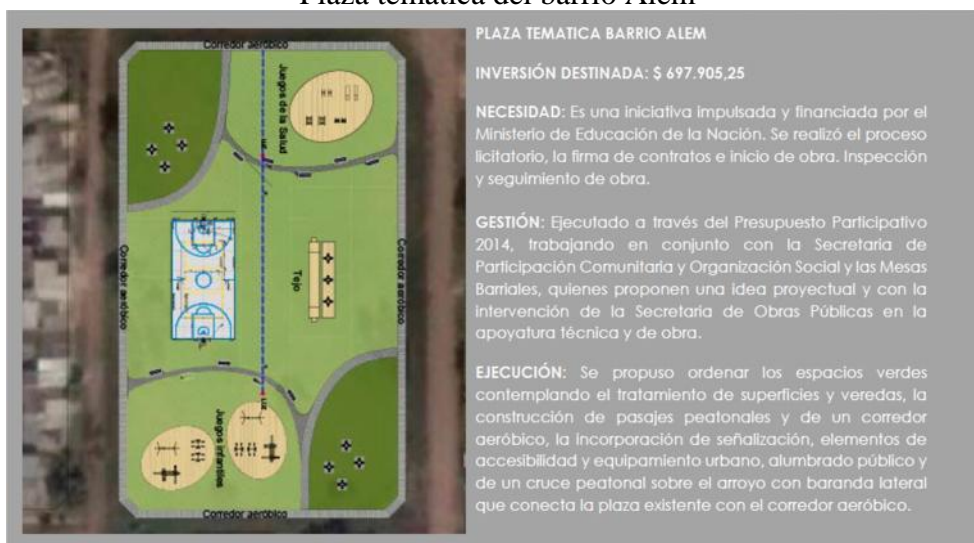 Plaza temática del barrio Alem
Corredor aeróbico
Juegos de la Salud
LUZ
Corredor aeróbico
Tejo
Corredor aeróbico
LUZ
Juegos infantiles
Corredor aeróbico
PLAZA TEMATICA BARRIO ALEM
INVERSIÓN DESTINADA: $ 697.905,25
NECESIDAD: Es una iniciativa impulsada y financiada por el
Ministerio de Educación de la Nación. Se realizó el proceso
licitatorio, la firma de contratos e inicio de obra. Inspección
y seguimiento de obra.
GESTIÓN: Ejecutado a través del Presupuesto Participativo
2014, trabajando en conjunto con la Secretaria de
Participación Comunitaria y Organización Social y las Mesas
Barriales, quienes proponen una idea proyectual y con la
intervención de la Secretaria de Obras Públicas en la
apoyatura técnica y de obra.
EJECUCIÓN: Se propuso ordenar los espacios verdes
contemplando el tratamiento de superficies y veredas, la
construcción de pasajes peatonales y de un corredor
aeróbico, la incorporación de señalización, elementos de
accesibilidad y equipamiento urbano, alumbrado público y
de un cruce peatonal sobre el arroyo con baranda lateral
que conecta la plaza existente con el corredor aeróbico.